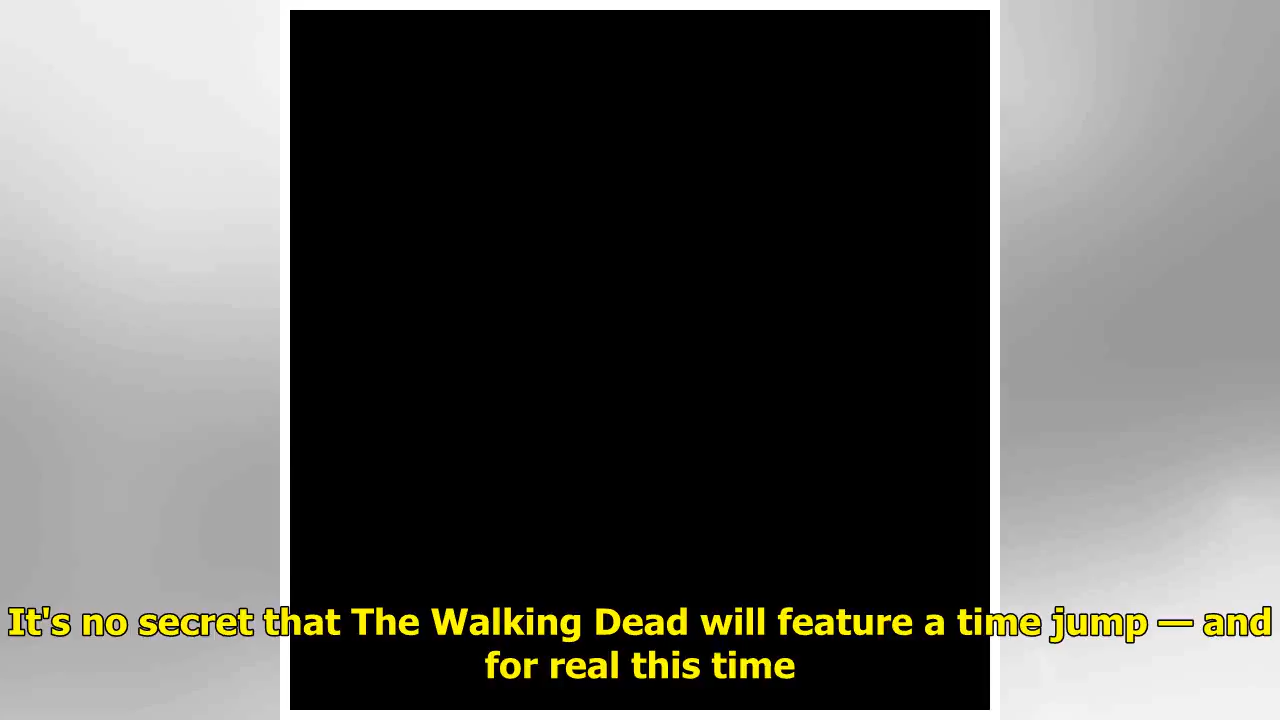 It's no secret that The Walking Dead will feature a time jump — and
for real this time